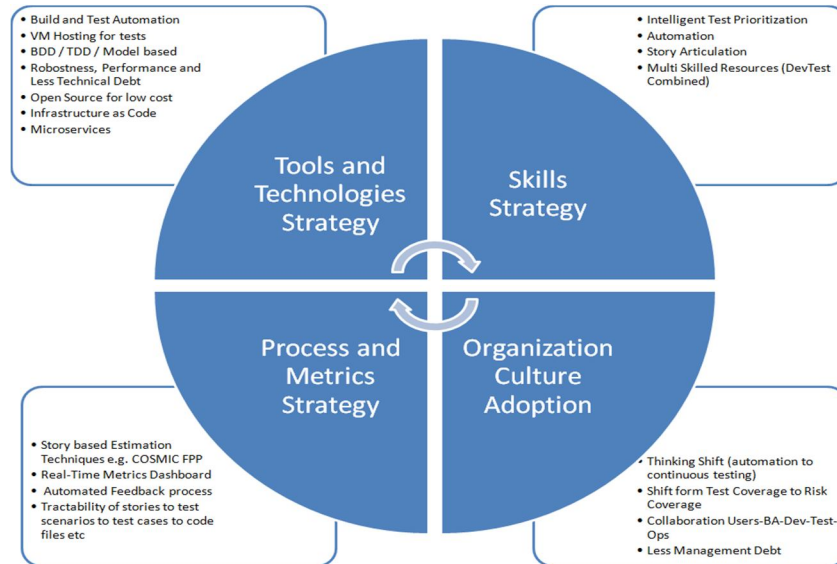 • Build and Test Automation
• VM Hosting for tests
• BDD / TDD / Model based
• Robostness, Performance and
Less Technical Debt
• Open Source for low cost
• Infrastructure as Code
• Microservices
• Intelligent Test Prioritization
• Automation
• Story Articulation
• Multi Skilled Resources (DevTest
Combined)
Tools and
Technologies
Strategy
Skills
Strategy
Process and
Metrics
Strategy
Organization
Culture
Adoption
• Story based Estimation
Techniques e.g. COSMIC FPP
• Real-Time Metrics Dashboard
• Automated Feedback process
• Tractability of stories to test
scenarios to test cases to code
files etc
• Thinking Shift (automation to
continuous testing)
• Shift form Test Coverage to Risk
Coverage
• Collaboration Users-BA-Dev-Test-
Ops
• Less Management Debt